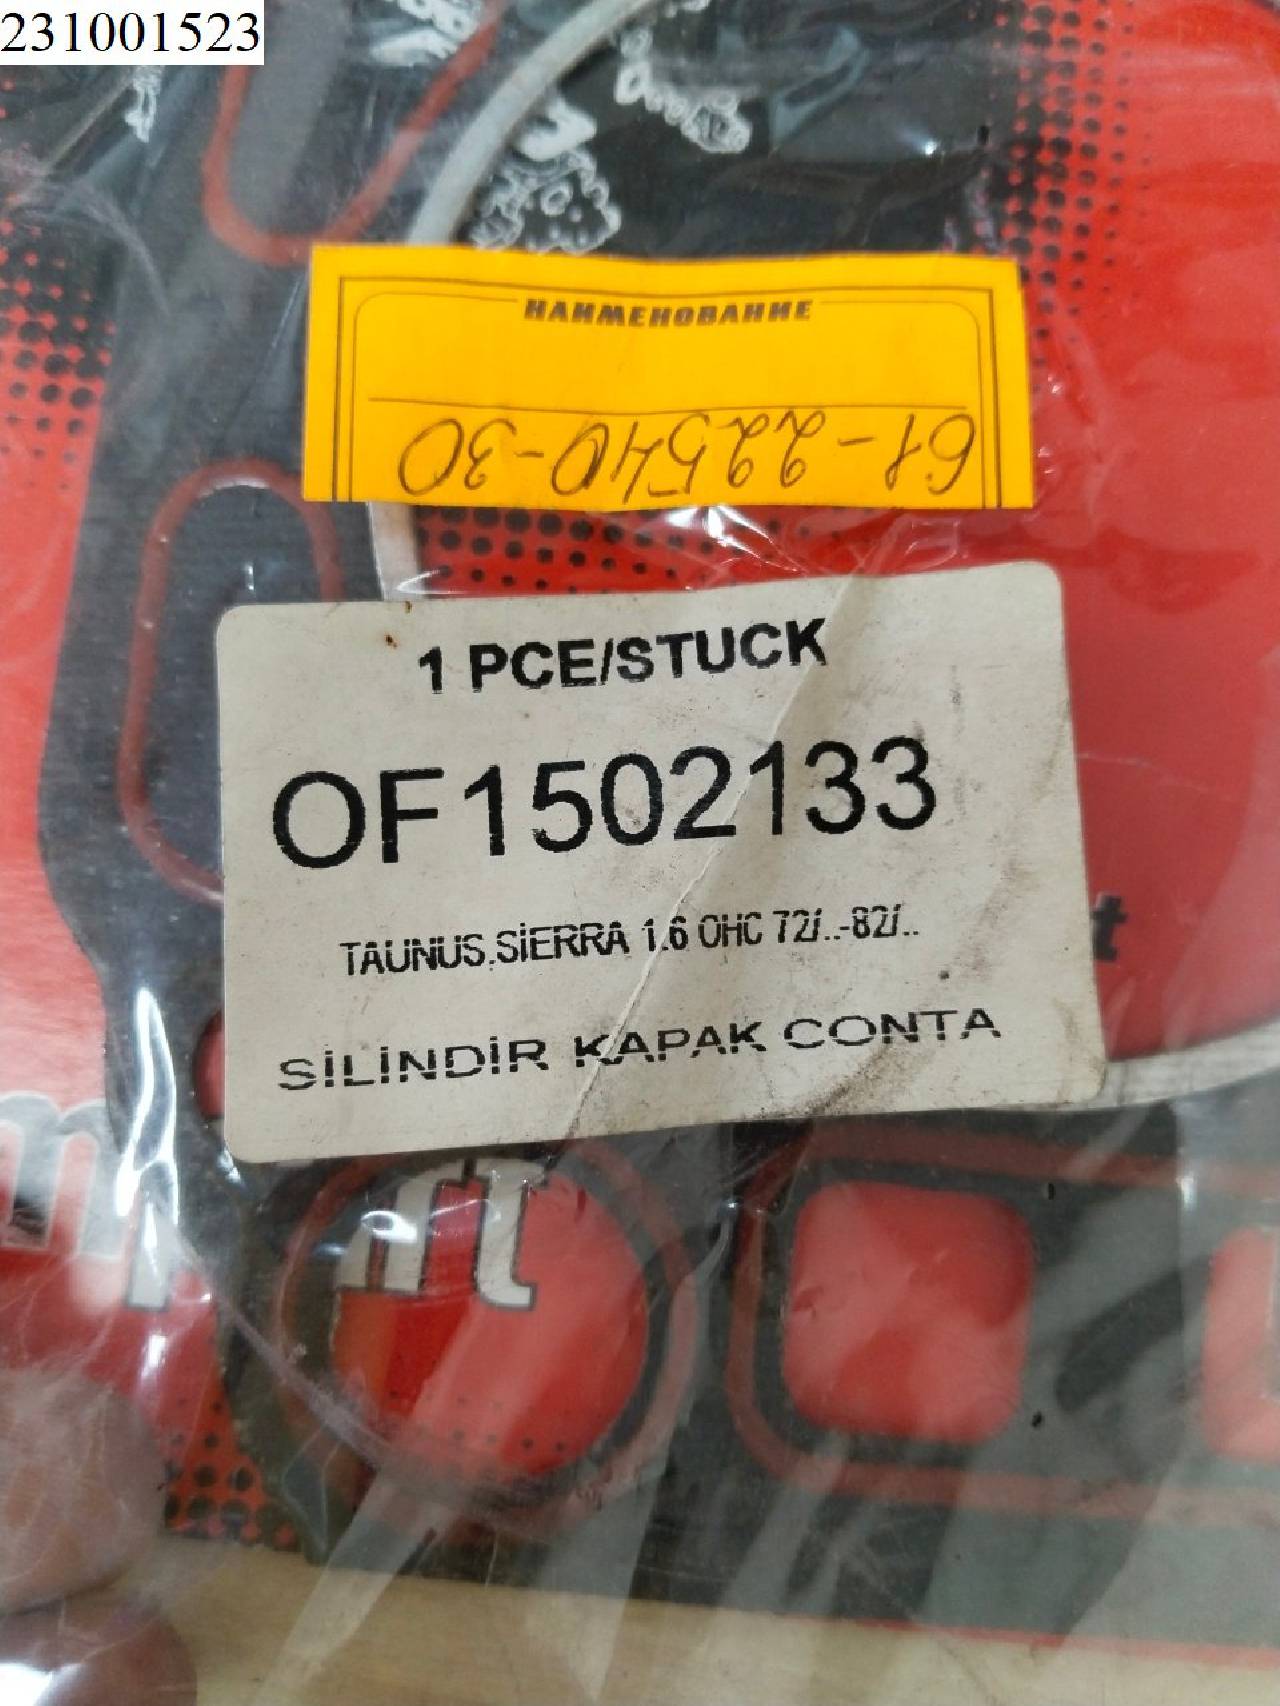 231001523
НАИМЕНОВАНИЕ
61-22540-30
1 PCE/STUCK
OF1502133
TAUNUS.SİERRA 1.6 OHC 72/..-82/..
SİLİNDİR KAPAK CONTA